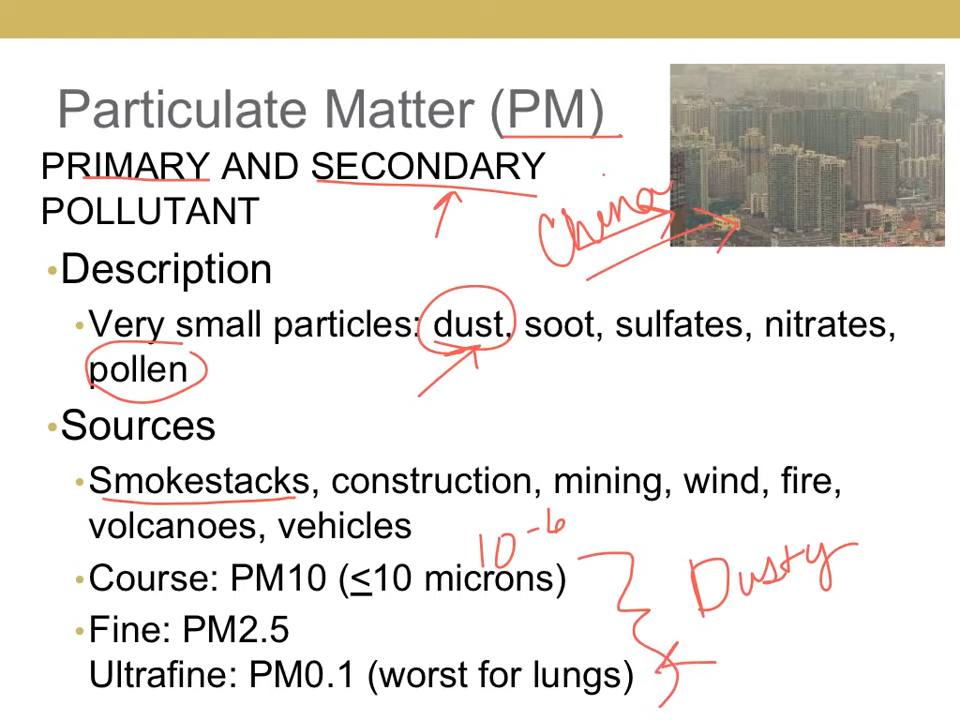 Particulate Matter (PM)
PRIMARY AND SECONDARY
POLLUTANT
China
•Description
•Very small particles: dust, soot, sulfates, nitrates,
pollen
•Sources
•Smokestacks, construction, mining, wind, fire,
volcanoes, vehicles
10-6
•Course: PM10 (<10 microns)
Dusty
•Fine: PM2.5
Ultrafine: PM0.1 (worst for lungs)